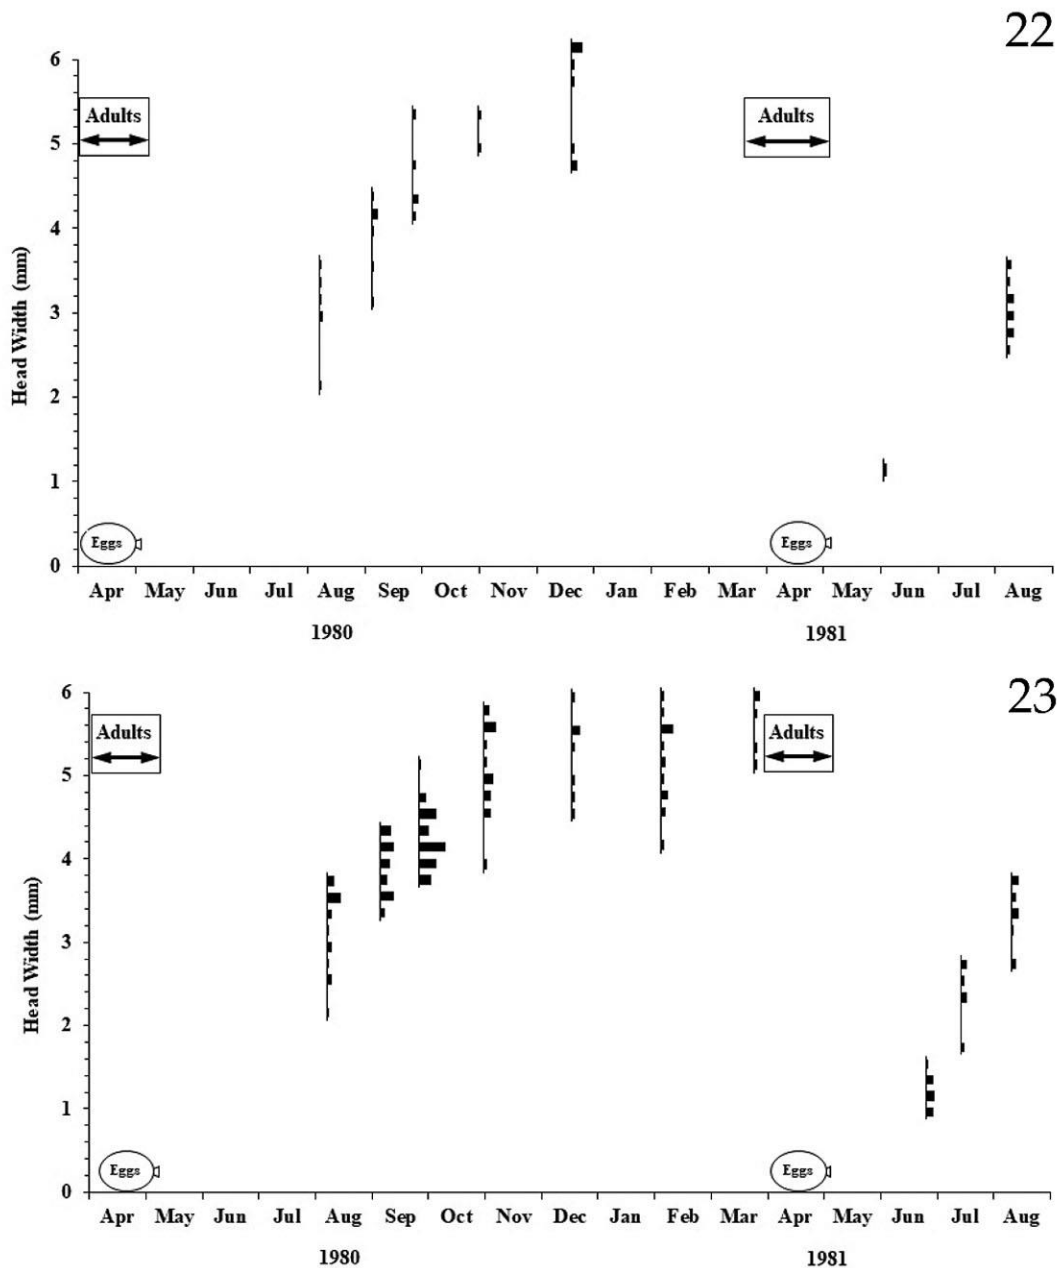 22
6
Adults
Adults
5
4
Head Width (mm)
3
2
1
Eggs
Eggs
0
Apr May Jun Jul Aug Sep Oct Nov Dec Jan Feb Mar Apr May Jun Jul Aug
1980 1981
23
6
Adults
Adults
5
4
Head Width (mm)
3
2
1
Eggs
Eggs
0
Apr May Jun Jul Aug Sep Oct Nov Dec Jan Feb Mar Apr May Jun Jul Aug
1980 1981